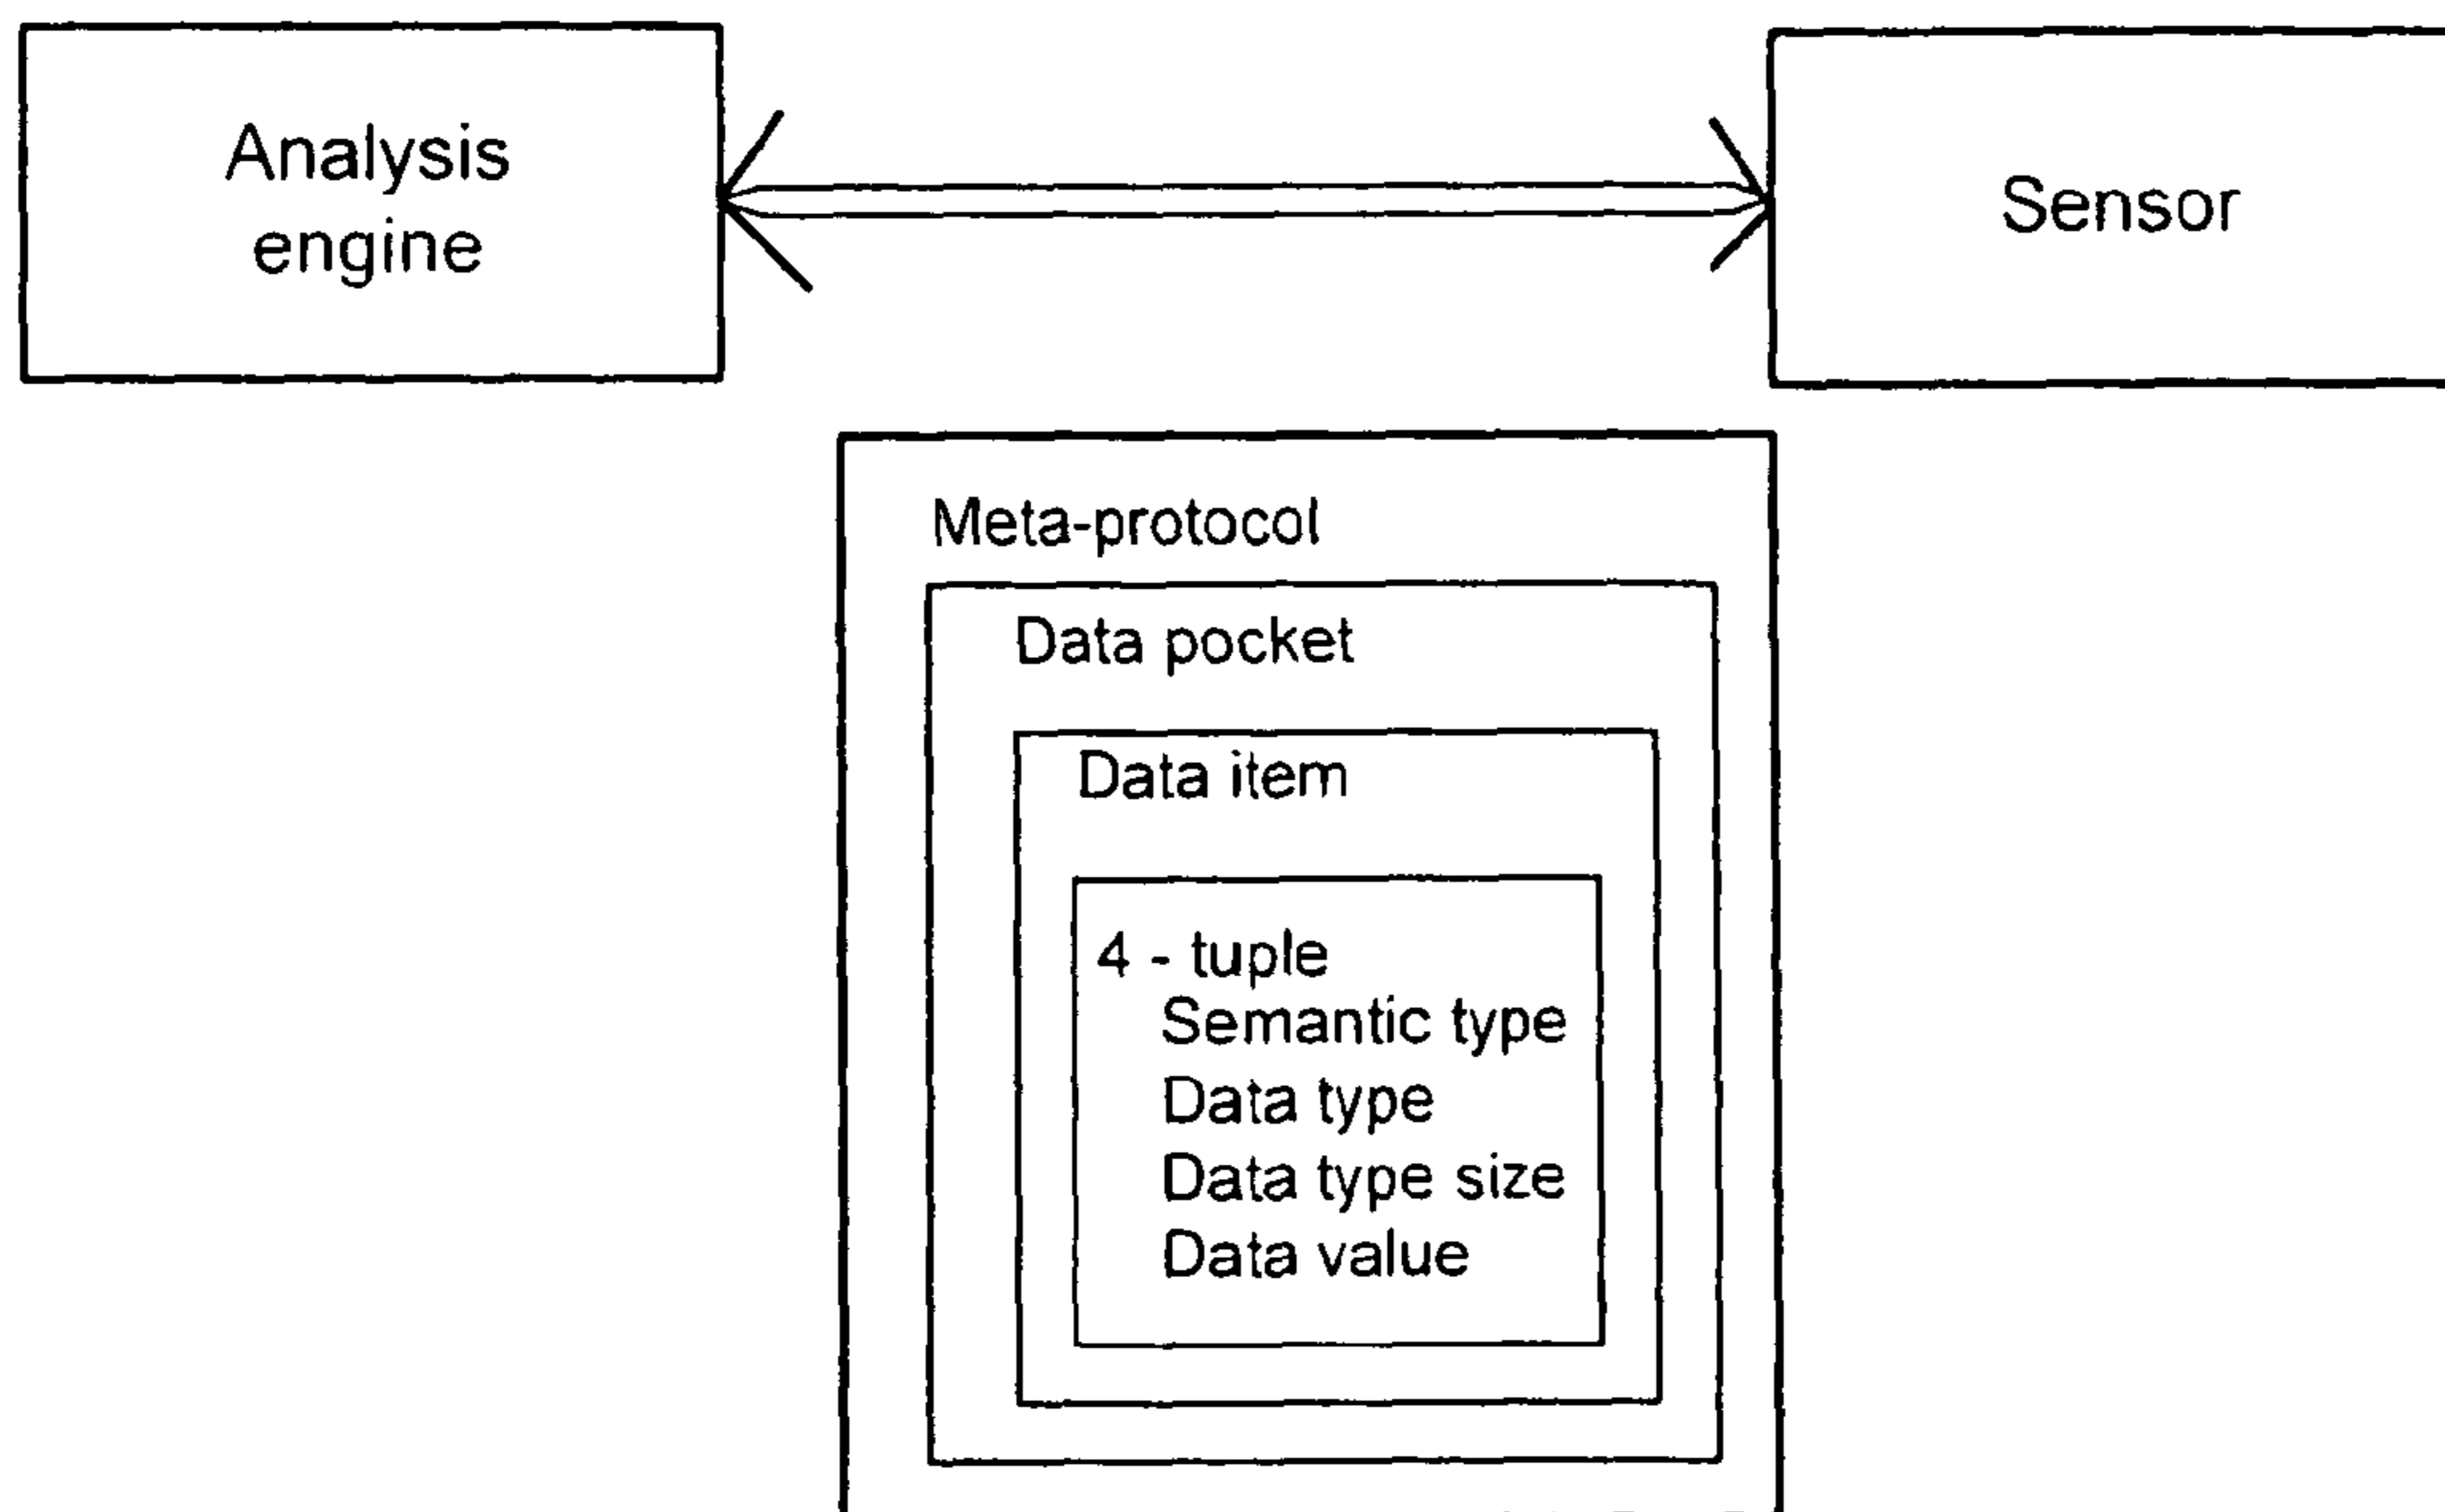 Analysis
engine
Sensor
Meta-protocol
Data pocket
Data item
4 - tuple
Semantic type
Data type
Data type size
Data value